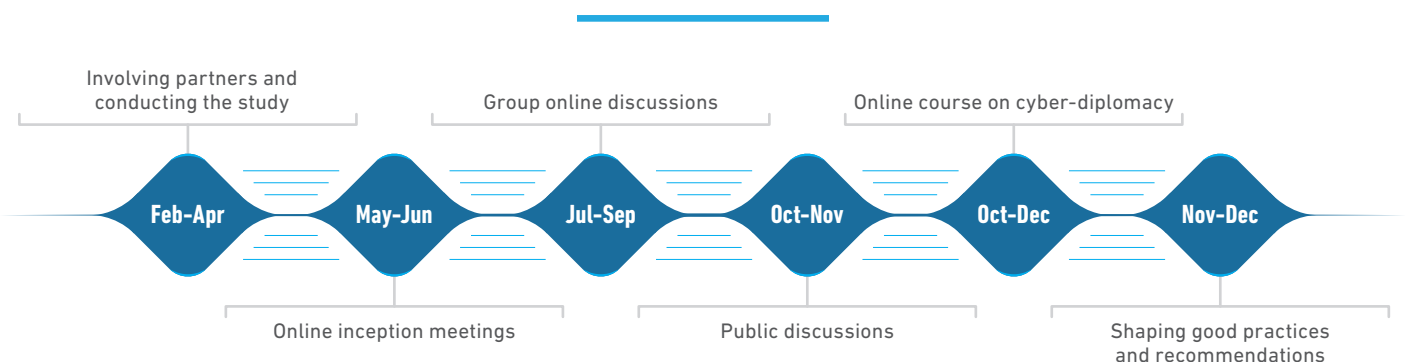 Involving partners and
conducting the study
Group online discussions
Online course on cyber-diplomacy
Feb-Apr
May-Jun
Jul-Sep
Oct-Nov
Oct-Dec
Nov-Dec
Online inception meetings
Public discussions
Shaping good practices
and recommendations